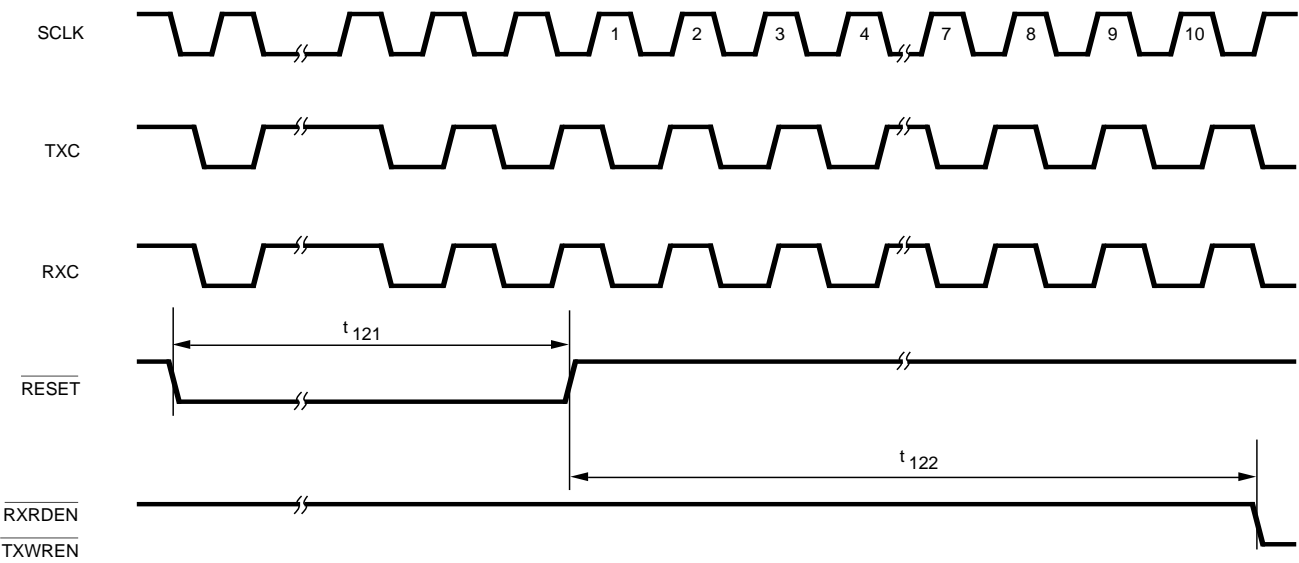 SCLK
1 2 3 4 7 8 9 10
TXC
RXC
t 121
RESET
t 122
RXRDEN
TXWREN